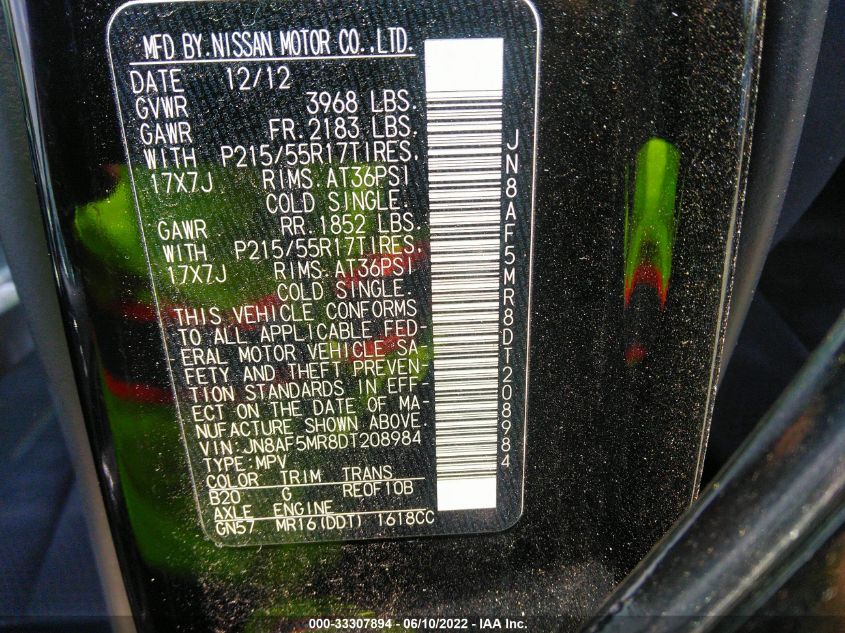 MFD BY.NISSAN MOTOR CO.,LTD.
DATE 12/12
GVWR 3968 LBS.
GAWR FR.2183 LBS.
WITH P215/55R17TIRES.
17X7J RIMS.AT36PSI
COLD SINGLE.
GAWR RR.1852 LBS.
WITH P215/55R17TIRES.
17X7J RIMS.AT36PSI
COLD SINGLE.
THIS VEHICLE CONFORMS
TO ALL APPLICABLE FED-
ERAL MOTOR VEHICLE SA-
FETY AND THEFT PREVEN-
TION STANDARDS IN EFF-
ECT ON THE DATE OF MA-
NUFACTURE SHOWN ABOVE.
VIN:JN8AF5MR8DT208984
TYPE:MPV
COLOR TRIM TRANS
B20 G RE0F10B
AXLE ENGINE
GN57 MR16(DDT) 1618CC
JN8AF5MR8DT208984
000-33307894 - 06/10/2022 - IAA Inc.